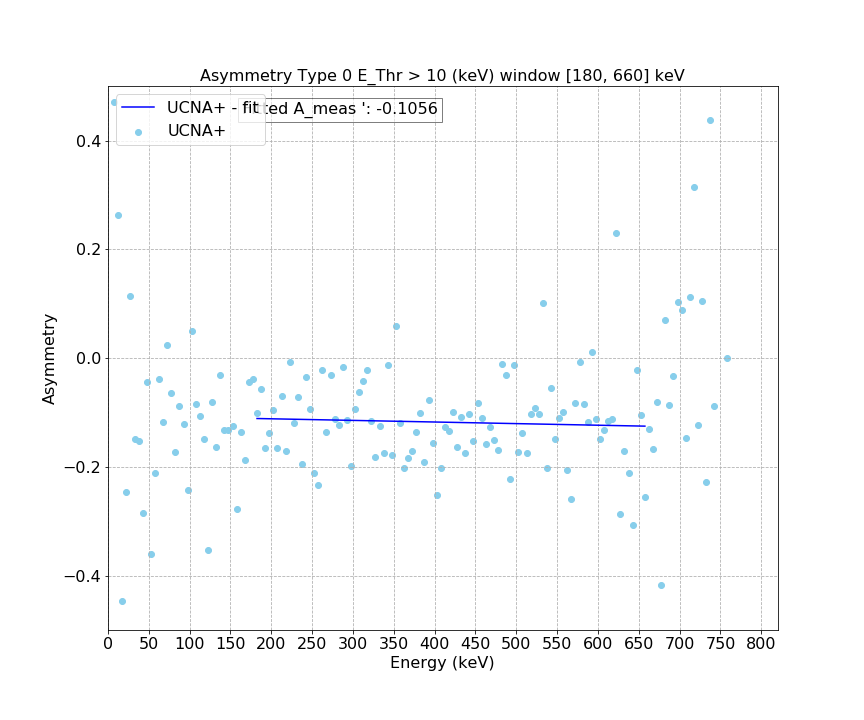 Asymmetry Type 0 E_Thr > 10 (keV) window [180, 660] keV
UCNA+ - fitted A_meas ': -0.1056
UCNA+
0.4
0.2
0.0
−0.2
−0.4
Asymmetry
0 50 100 150 200 250 300 350 400 450 500 550 600 650 700 750 800
Energy (keV)